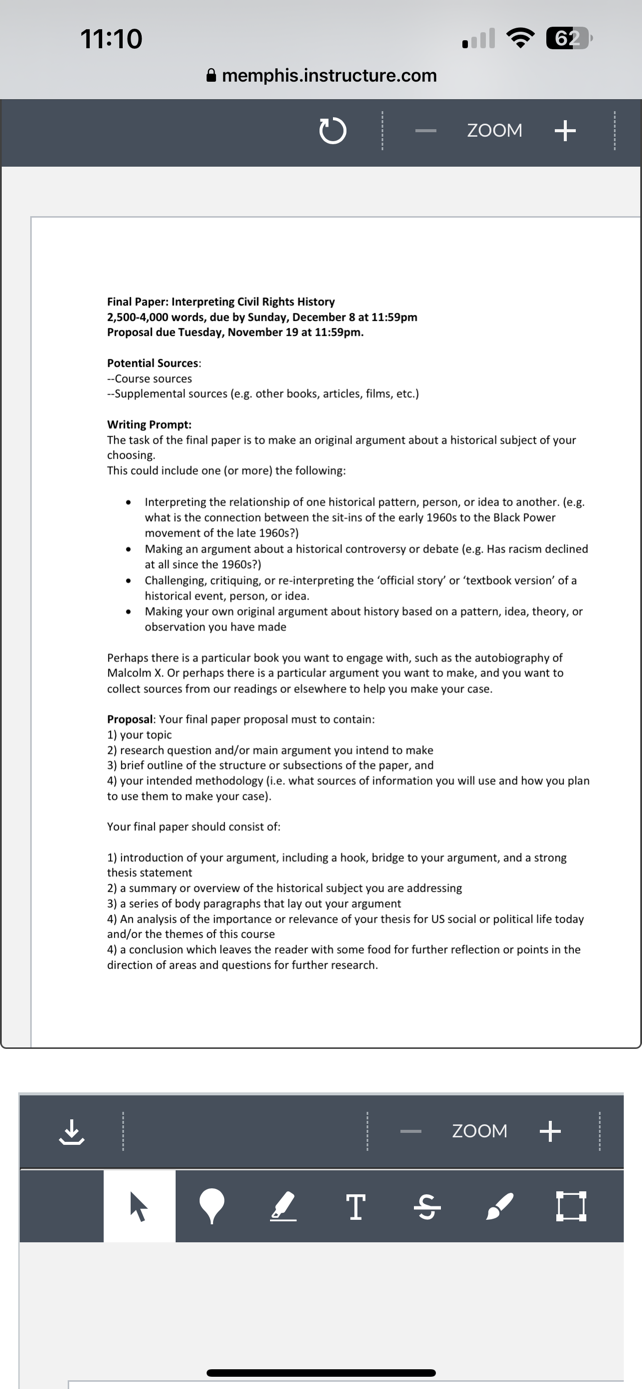 11:10
62
memphis.instructure.com
ZOOM
Final Paper: Interpreting Civil Rights History
2,500-4,000 words, due by Sunday, December 8 at 11:59pm
Proposal due Tuesday, November 19 at 11:59pm.
Potential Sources:
--Course sources
--Supplemental sources (e.g. other books, articles, films, etc.)
Writing Prompt:
The task of the final paper is to make an original argument about a historical subject of your
choosing.
This could include one (or more) the following:
• Interpreting the relationship of one historical pattern, person, or idea to another. (e.g.
what is the connection between the sit-ins of the early 1960s to the Black Power
movement of the late 1960s?)
• Making an argument about a historical controversy or debate (e.g. Has racism declined
at all since the 1960s?)
• Challenging, critiquing, or re-interpreting the ‘official story’ or ‘textbook version’ of a
historical event, person, or idea.
• Making your own original argument about history based on a pattern, idea, theory, or
observation you have made
Perhaps there is a particular book you want to engage with, such as the autobiography of
Malcolm X. Or perhaps there is a particular argument you want to make, and you want to
collect sources from our readings or elsewhere to help you make your case.
Proposal: Your final paper proposal must to contain:
1) your topic
2) research question and/or main argument you intend to make
3) brief outline of the structure or subsections of the paper, and
4) your intended methodology (i.e. what sources of information you will use and how you plan
to use them to make your case).
Your final paper should consist of:
1) introduction of your argument, including a hook, bridge to your argument, and a strong
thesis statement
2) a summary or overview of the historical subject you are addressing
3) a series of body paragraphs that lay out your argument
4) An analysis of the importance or relevance of your thesis for US social or political life today
and/or the themes of this course
4) a conclusion which leaves the reader with some food for further reflection or points in the
direction of areas and questions for further research.
ZOOM